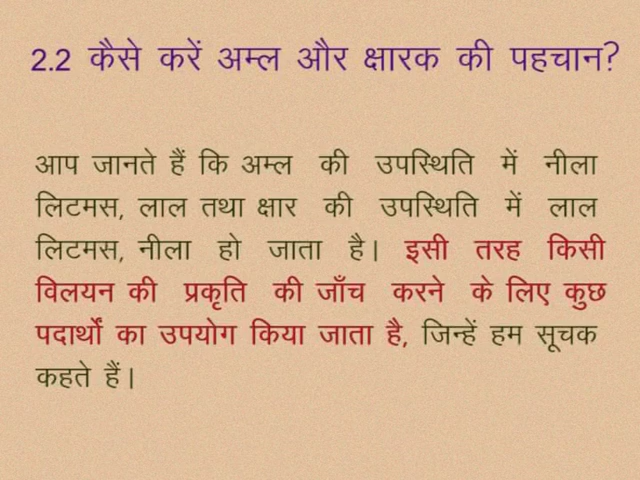 2.2 कैसे करें अम्ल और क्षारक की पहचान?
आप जानते हैं कि अम्ल की उपस्थिति में नीला
लिटमस, लाल तथा क्षार की उपस्थिति में लाल
लिटमस, नीला हो जाता है। इसी तरह किसी
विलयन की प्रकृति की जाँच करने के लिए कुछ
पदार्थों का उपयोग किया जाता है, जिन्हें हम सूचक
कहते हैं।